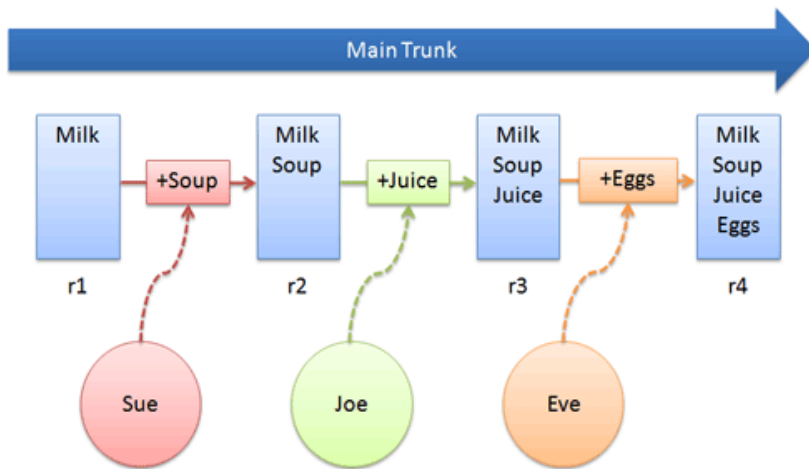 Main Trunk
Milk
+Soup
Milk
Soup
+Juice
Milk
Soup
Juice
+Eggs
Milk
Soup
Juice
Eggs
r1
r2
r3
r4
Sue
Joe
Eve